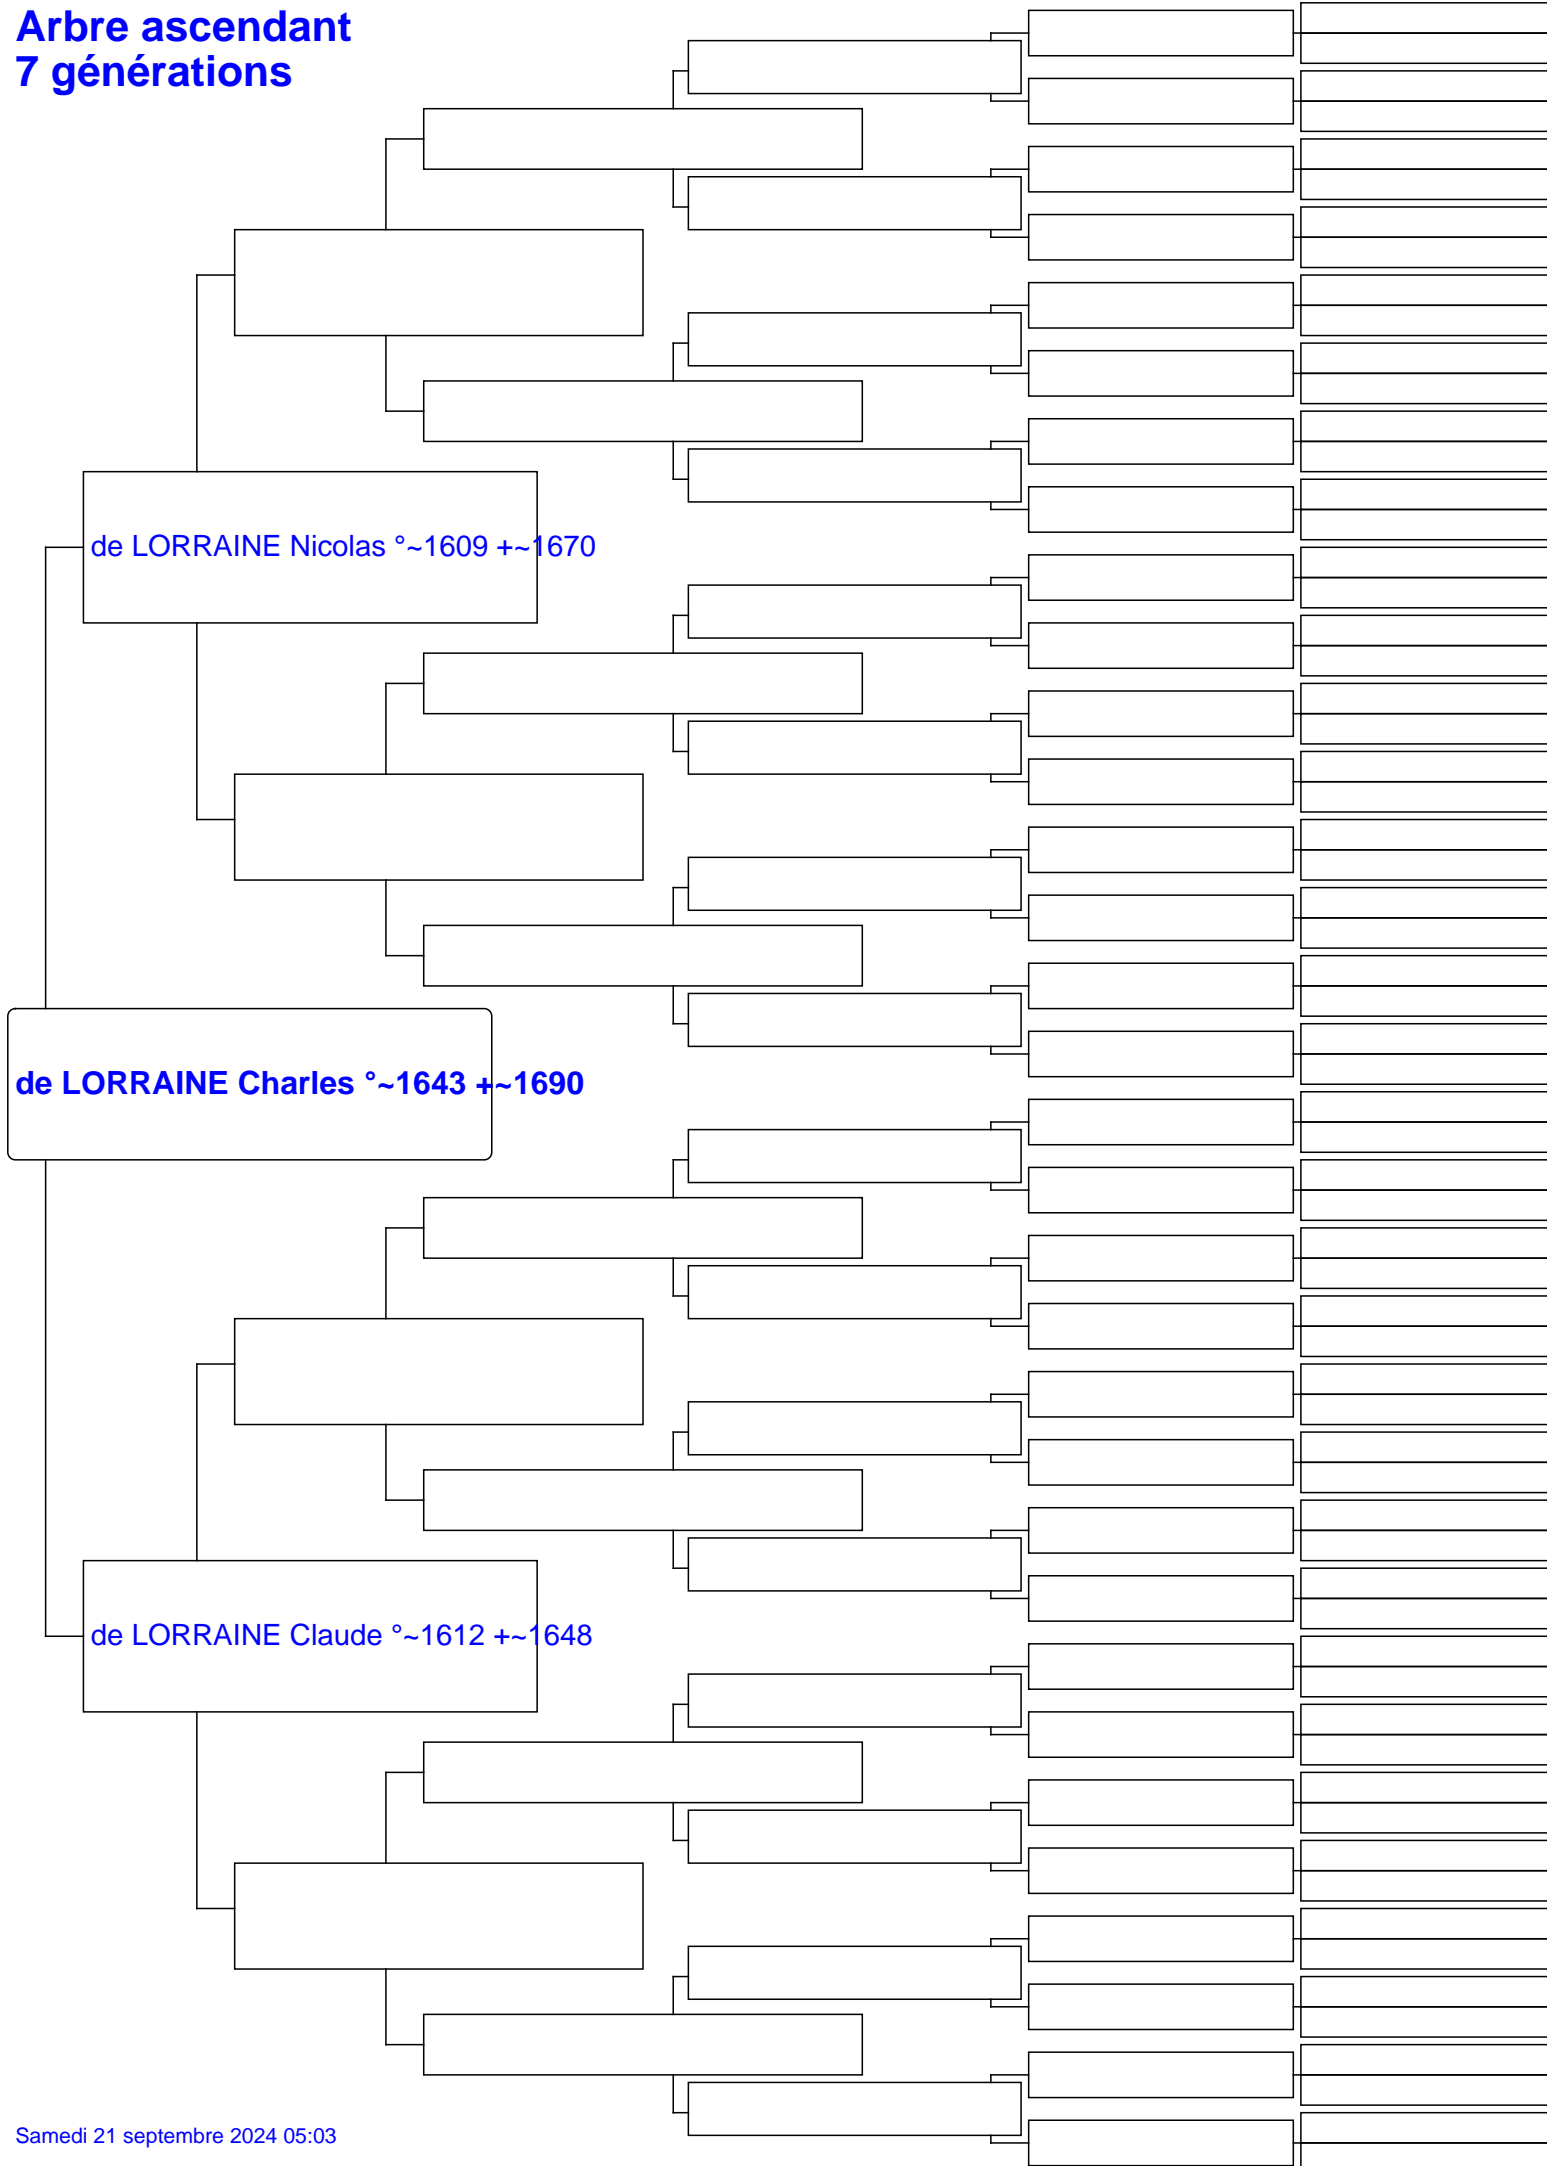 Arbre ascendant
7 générations
de LORRAINE Nicolas °~1609 +~1670
de LORRAINE Charles °~1643 +~1690
de LORRAINE Claude °~1612 +~1648
Samedi 21 septembre 2024 05:03